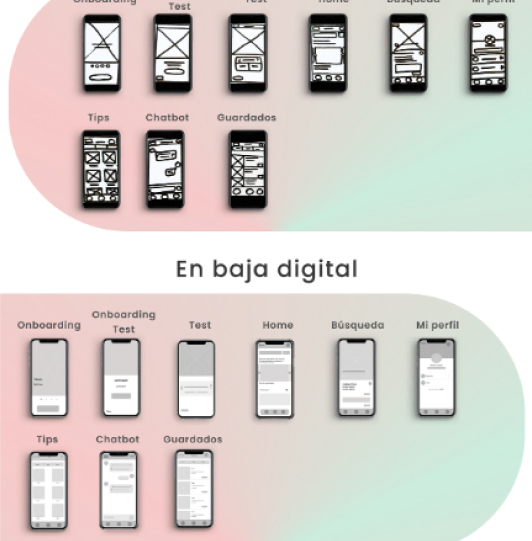 Onboarding
Test
Test
Home
Búsqueda
Mi perfil
Tips
Chatbot
Guardados
En baja digital
Onboarding
Onboarding
Test
Test
Home
Búsqueda
Mi perfil
Tips
Chatbot
Guardados